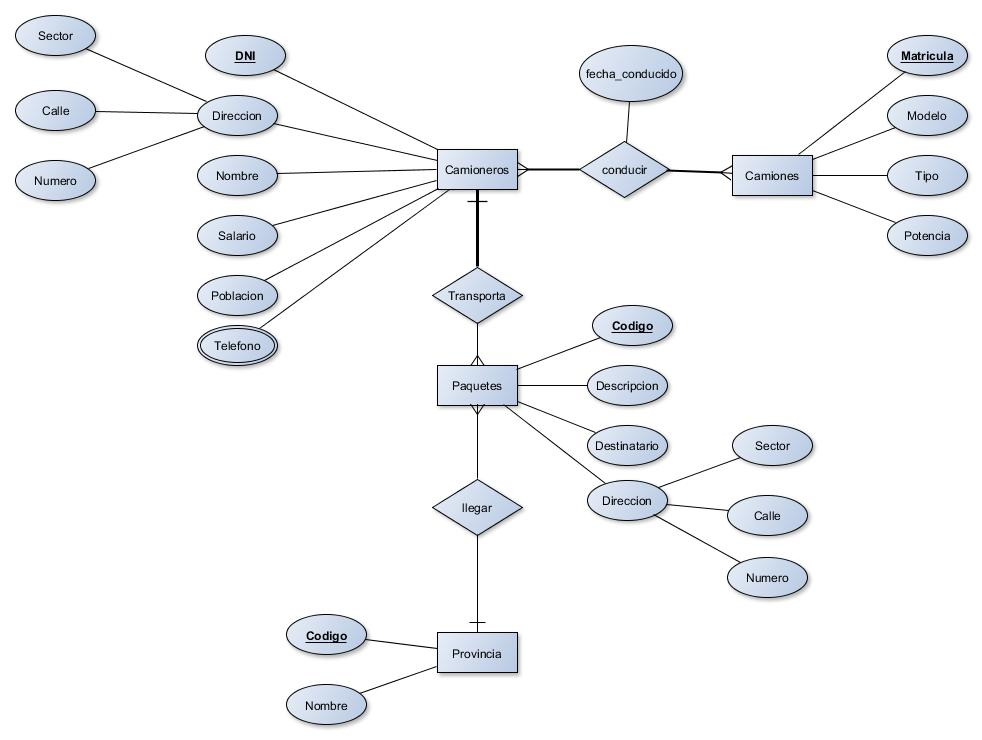 Sector
DNI
Matricula
fecha_conducido
Calle
Direccion
Modelo
Numero
Nombre
Camioneros
conducir
Camiones
Tipo
Salario
Potencia
Poblacion
Transporta
Telefono
Codigo
Paquetes
Descripcion
Destinatario
Sector
Direccion
llegar
Calle
Numero
Codigo
Provincia
Nombre